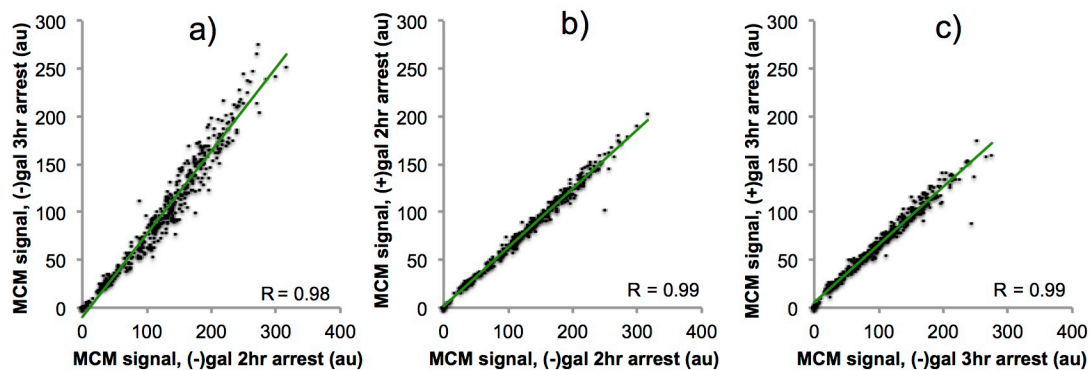 a)
MCM signal, (-)gal 3hr arrest (au)
300
250
200
150
100
50
0
0 100 200 300 400
R = 0.98
MCM signal, (-)gal 2hr arrest (au)
b)
MCM signal, (+)gal 2hr arrest (au)
300
250
200
150
100
50
0
0 100 200 300 400
R = 0.99
MCM signal, (-)gal 2hr arrest (au)
c)
MCM signal, (+)gal 3hr arrest (au)
300
250
200
150
100
50
0
0 100 200 300 400
R = 0.99
MCM signal, (-)gal 3hr arrest (au)